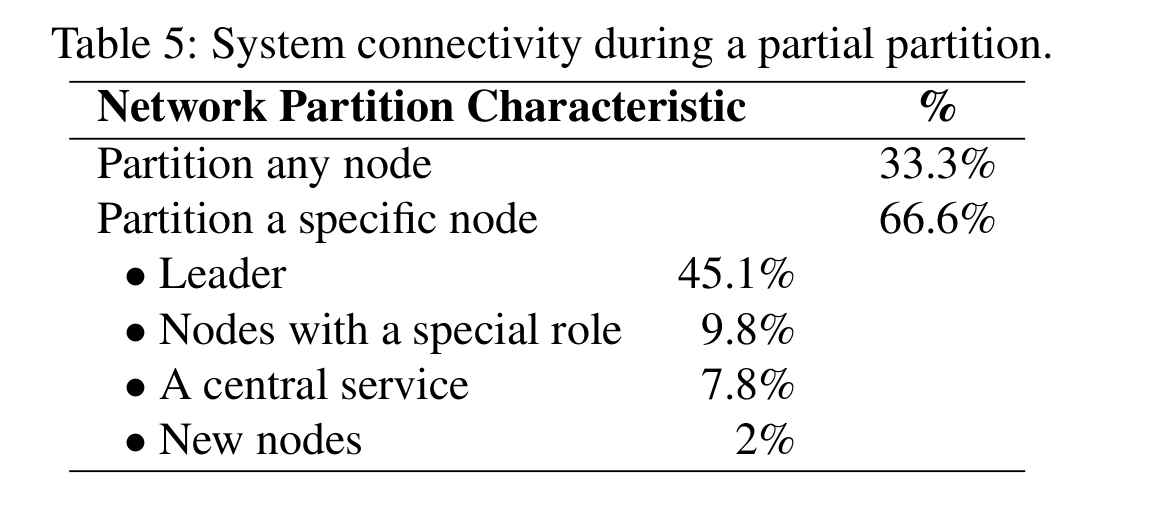 Table 5: System connectivity during a partial partition.
Network Partition Characteristic %
Partition any node 33.3%
Partition a specific node 66.6%
• Leader 45.1%
• Nodes with a special role 9.8%
• A central service 7.8%
• New nodes 2%